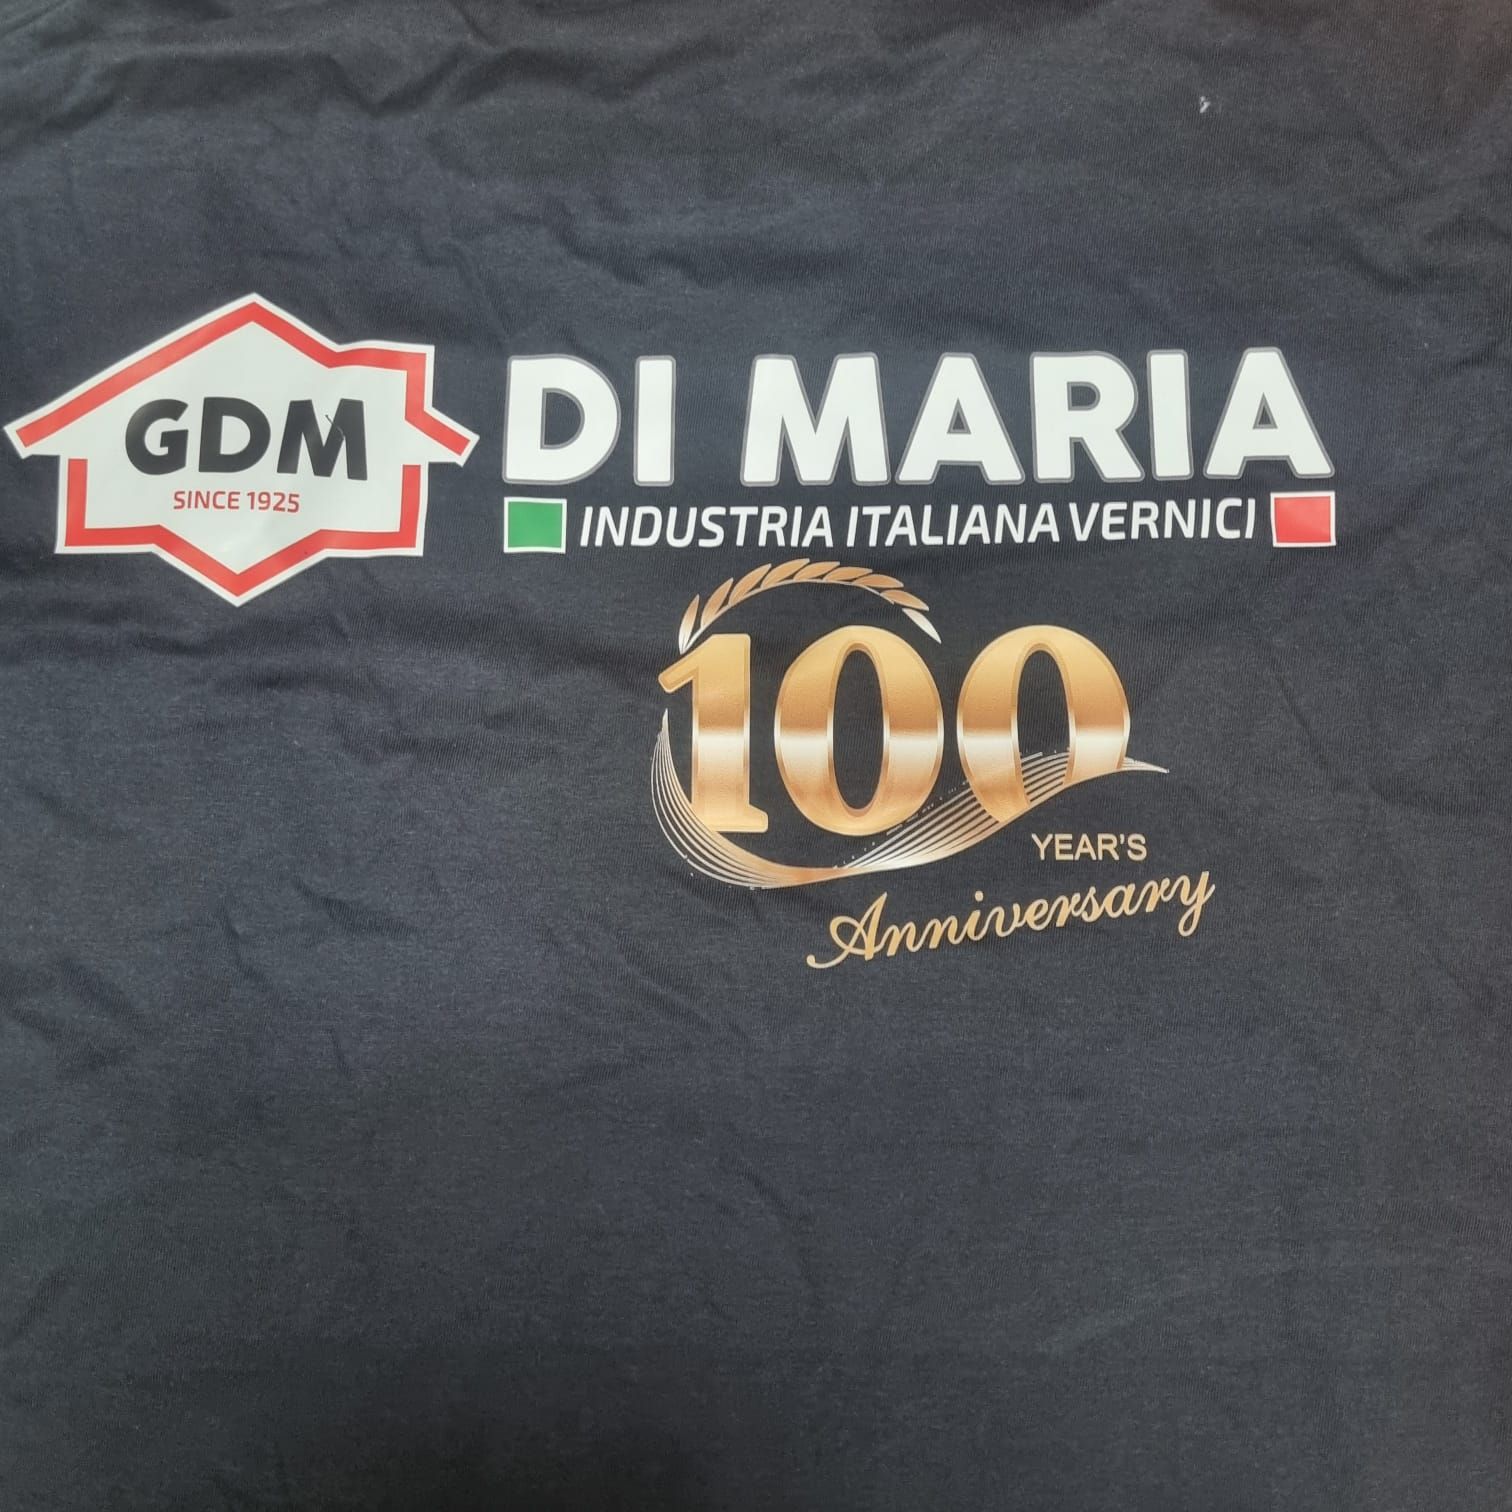 GDM
SINCE 1925
DI MARIA
INDUSTRIA ITALIANA VERNICI
100
YEAR'S
Anniversary